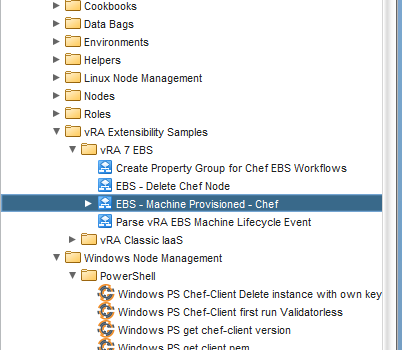 Cookbooks
Data Bags
Environments
Helpers
Linux Node Management
Nodes
Roles
vRA Extensibility Samples
vRA 7 EBS
Create Property Group for Chef EBS Workflows
EBS - Delete Chef Node
EBS - Machine Provisioned - Chef
Parse vRA EBS Machine Lifecycle Event
vRA Classic IaaS
Windows Node Management
PowerShell
Windows PS Chef-Client Delete instance with own key
Windows PS Chef-Client first run Validatorless
Windows PS get chef-client version
Windows PS get client pem